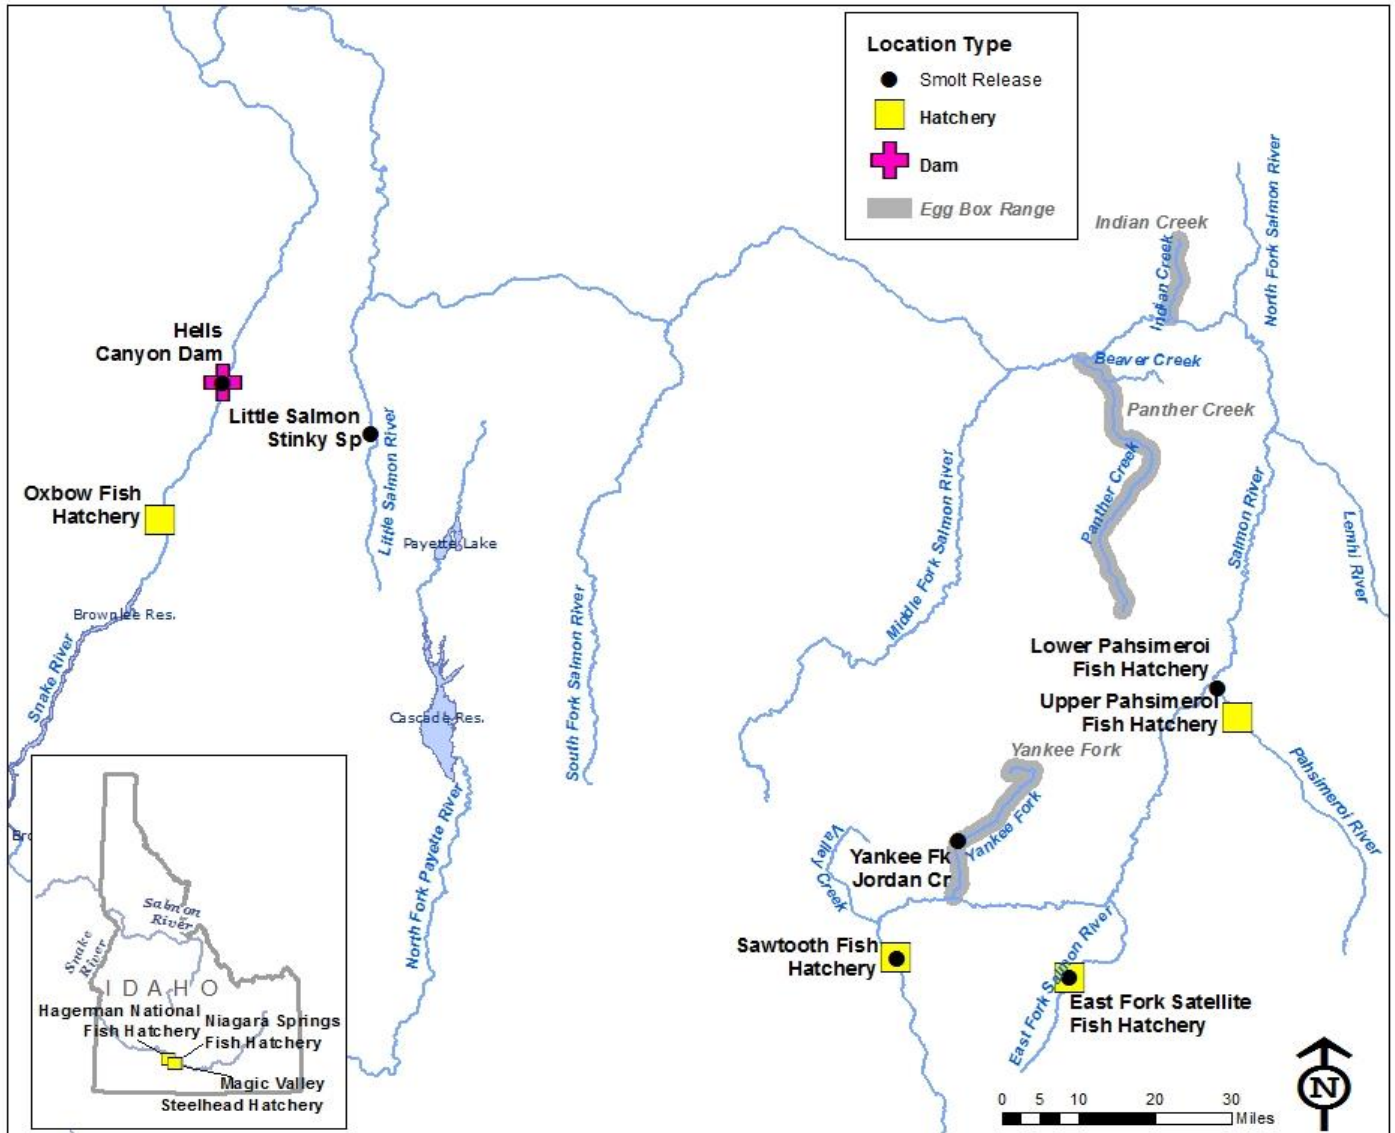 Location Type
Smolt Release
Hatchery
Dam
Egg Box Range
Indian Creek
Indian Creek
North Fork Salmon River
Hells
Canyon Dam
Beaver Creek
Panther Creek
Panther Creek
Little Salmon
Stinky Sp
Little Salmon River
Oxbow Fish
Hatchery
Payette Lake
Middle Fork Salmon River
Salmon River
Lemhi River
Brownlee Res.
Snake River
South Fork Salmon River
Lower Pahsimeroi
Fish Hatchery
Upper Pahsimeroi
Fish Hatchery
Cascade Res.
Yankee Fork
Yankee Fork
Pahsimeroi River
North Fork Payette River
Valley Creek
Yankee Fk
Jordan Cr
Bro
Sawtooth Fish
Hatchery
East Fork Salmon River
East Fork Satellite
Fish Hatchery
Salmon
River
Snake
River
IDAHO
Hagerman National
Fish Hatchery
Niagara Springs
Fish Hatchery
Magic Valley
Steelhead Hatchery
0 5 10 20 30
Miles
N